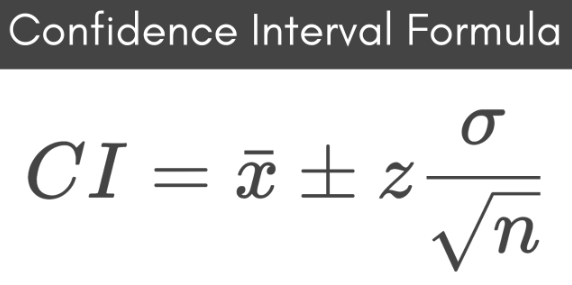 Confidence Interval Formula
CI = x̄ ± z σ/√n